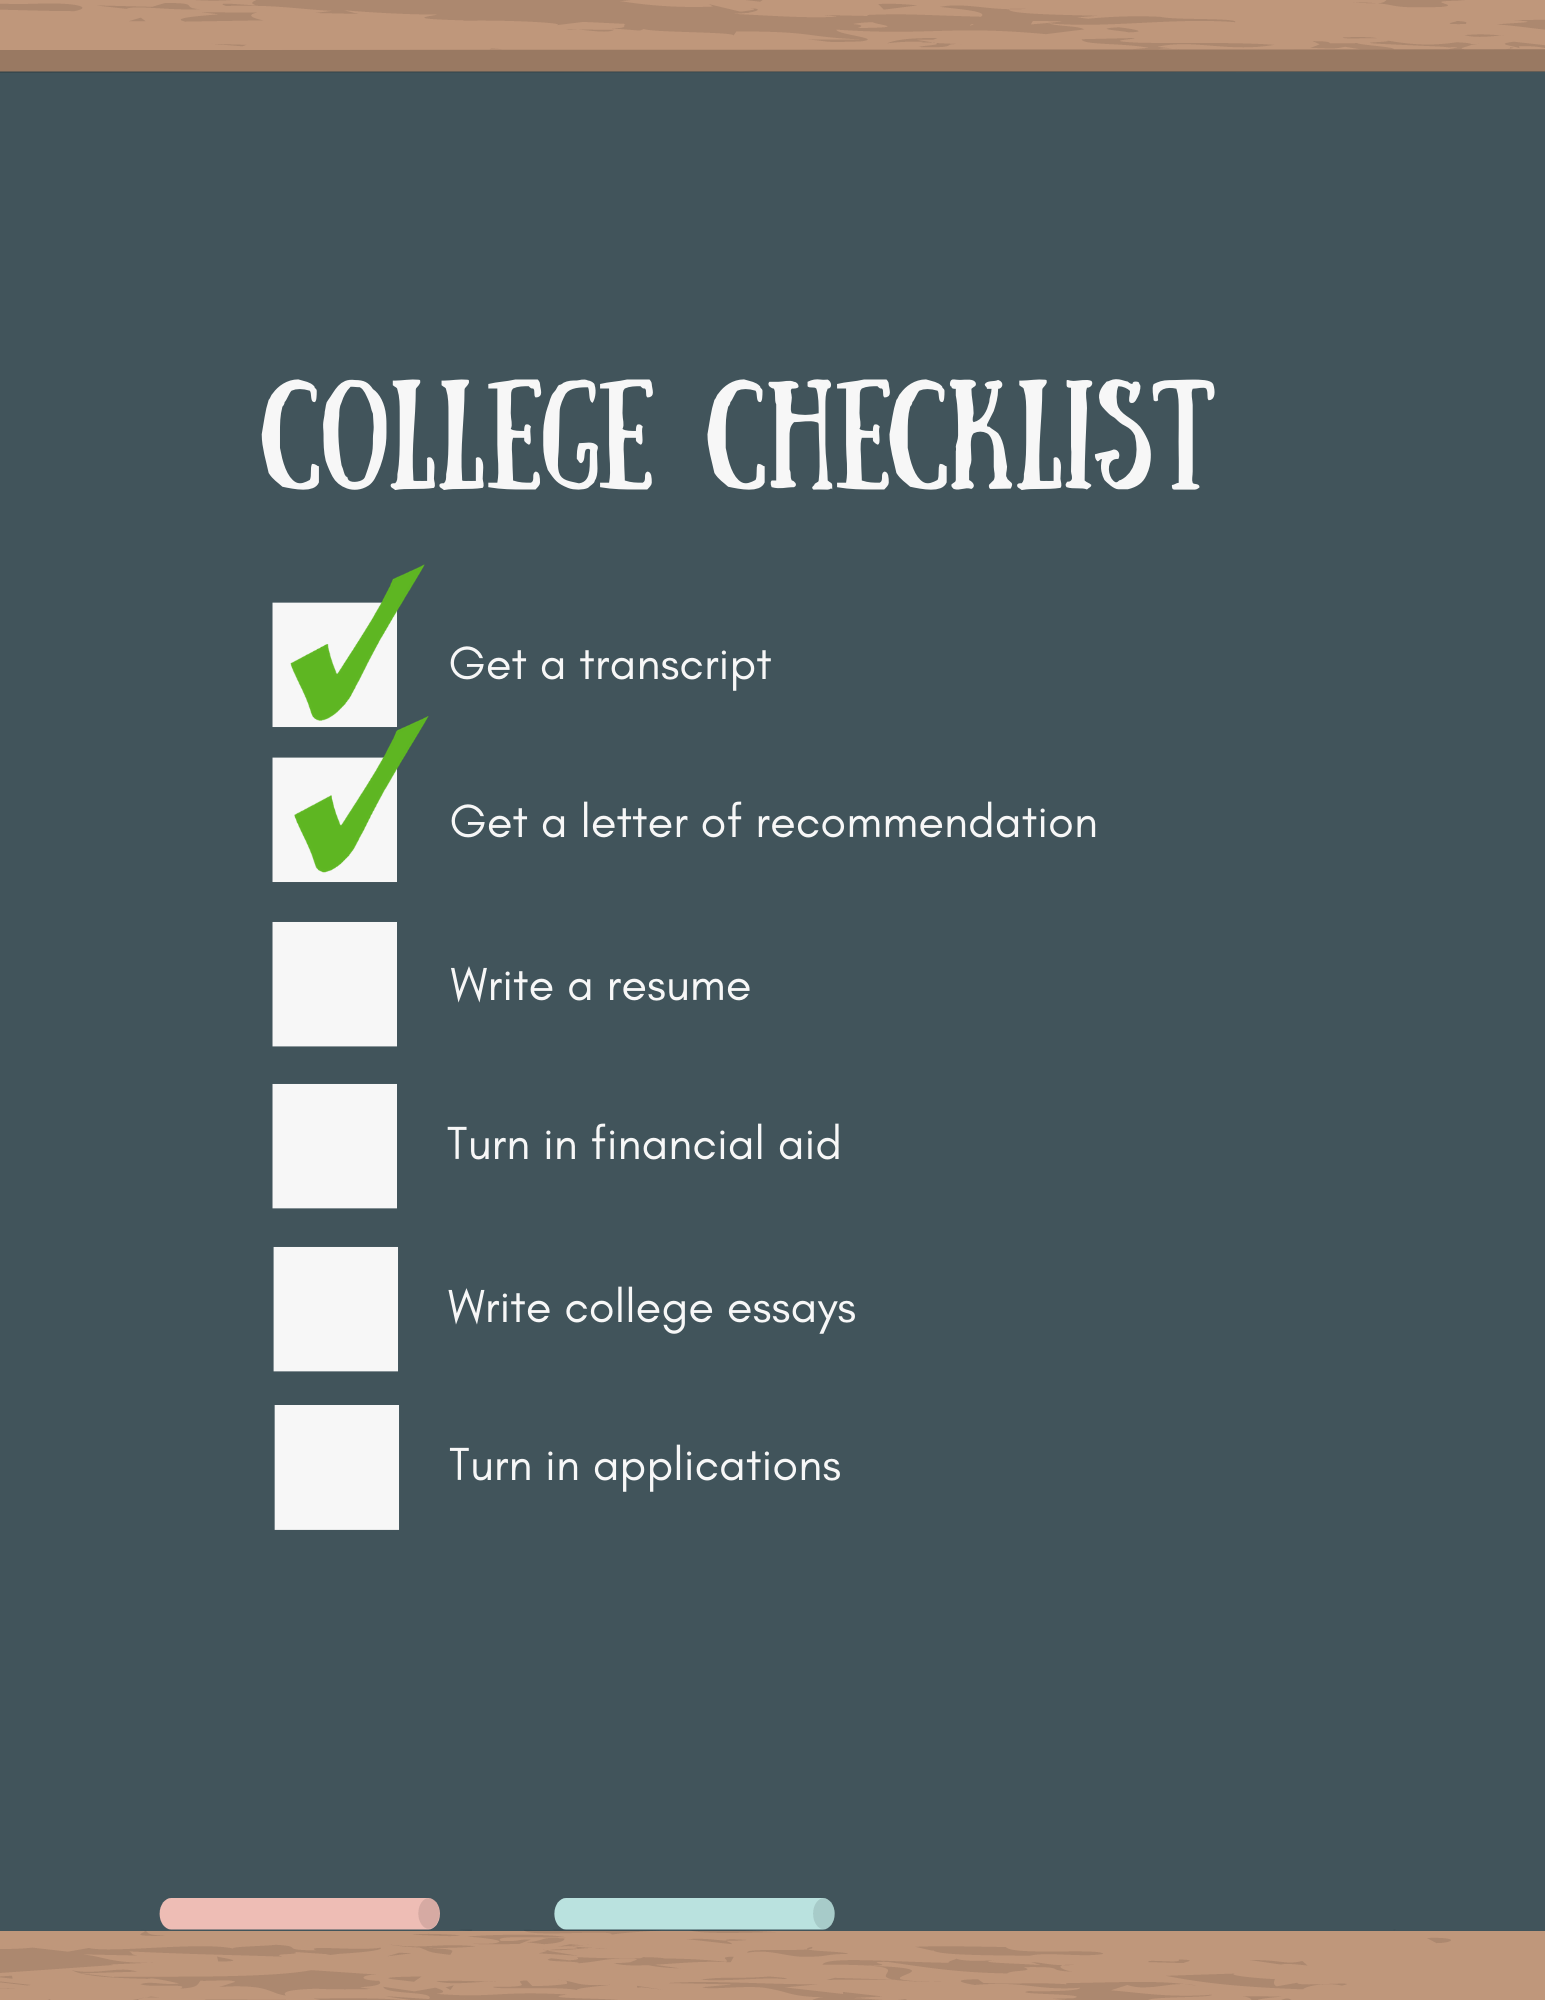 COLLEGE CHECKLIST
Get a transcript
Get a letter of recommendation
Write a resume
Turn in financial aid
Write college essays
Turn in applications